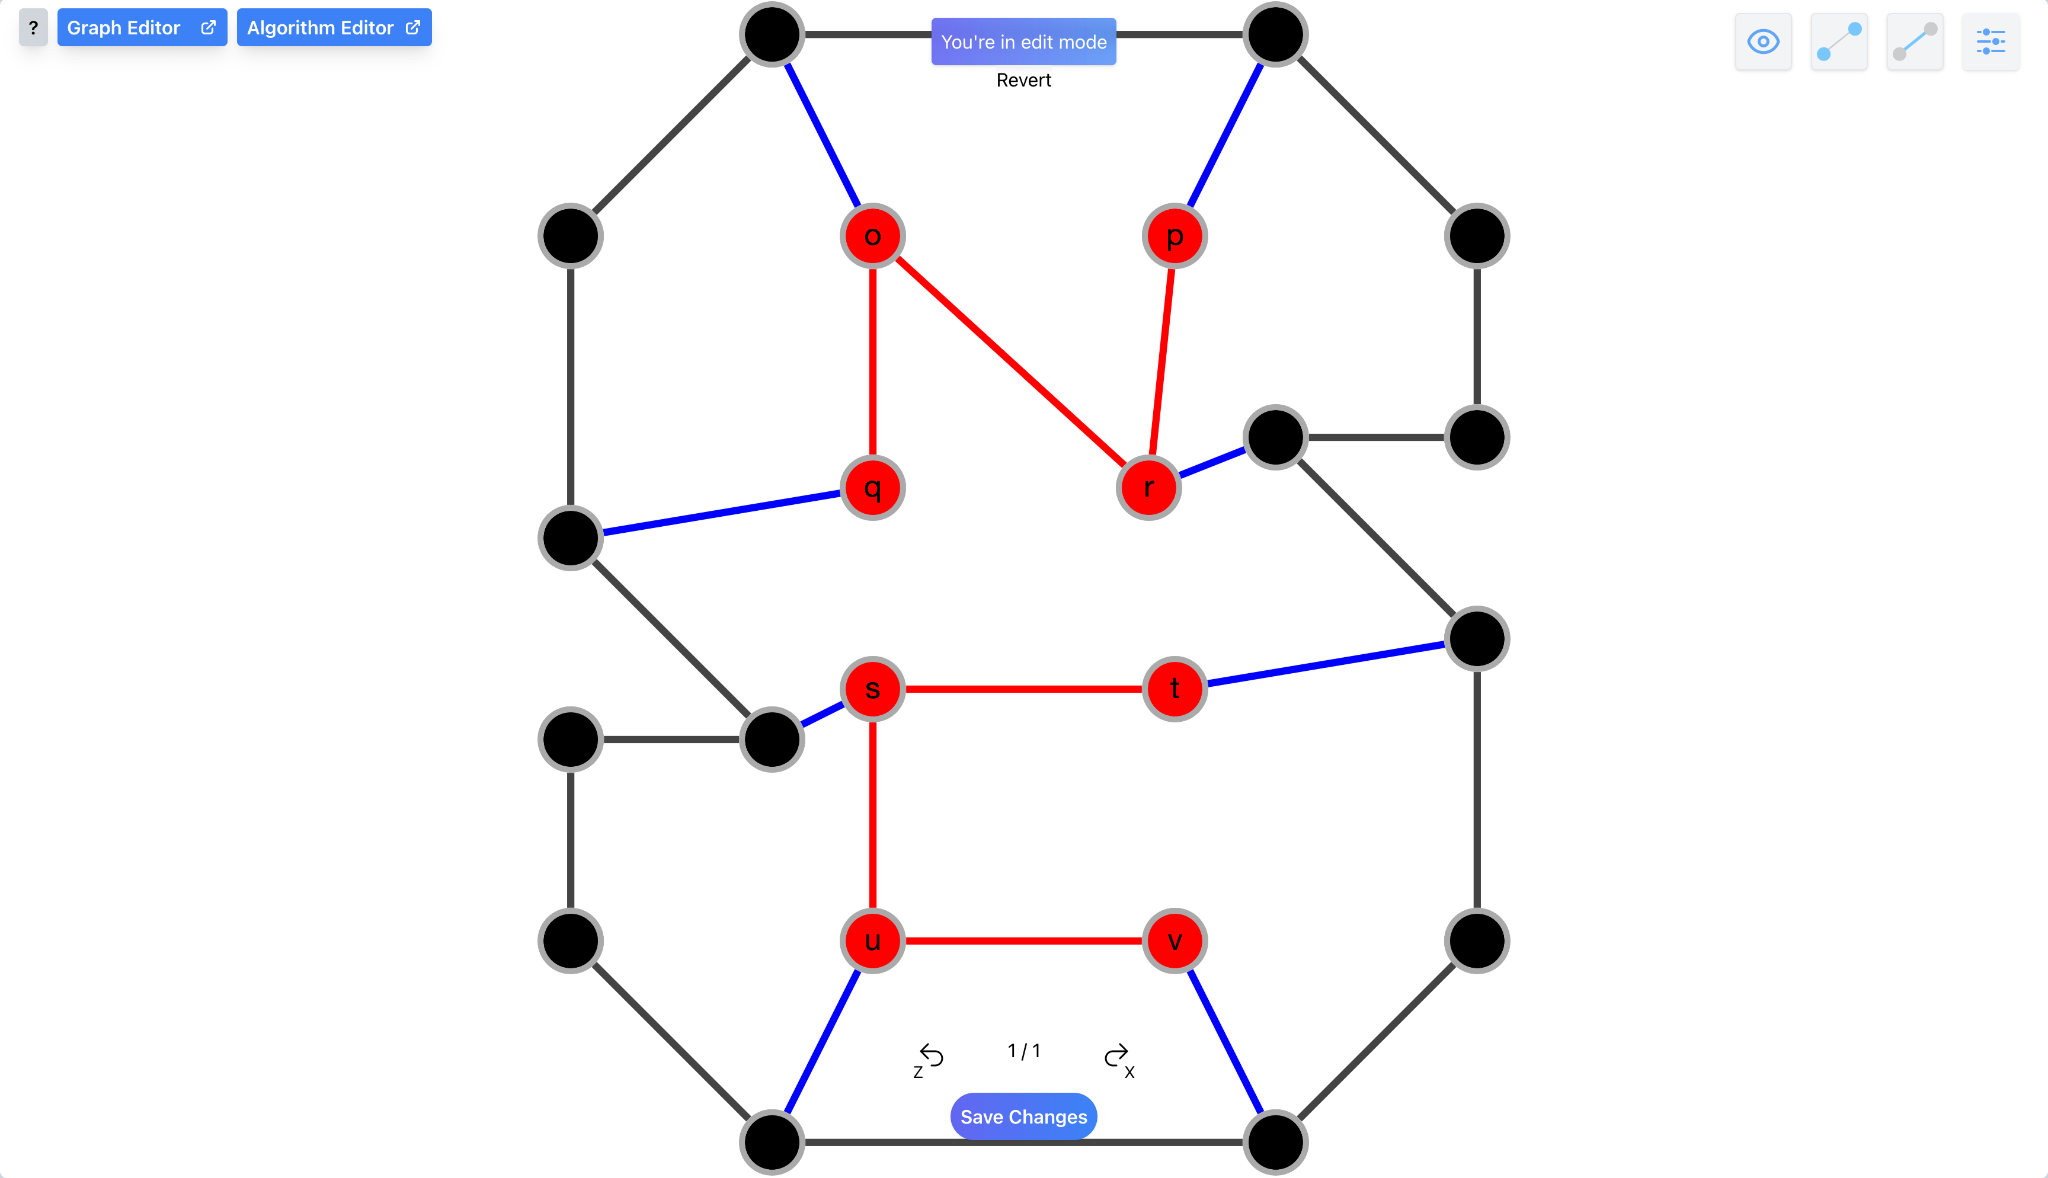 ?
Graph Editor
Algorithm Editor
You're in edit mode
Revert
o
p
q
r
s
t
u
v
1 / 1
Z
X
Save Changes